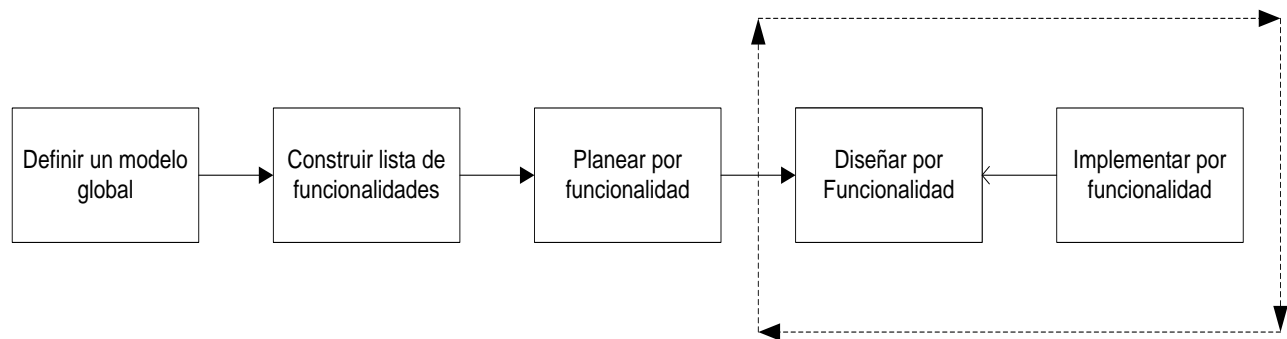 Definir un modelo
global
Construir lista de
funcionalidades
Planear por
funcionalidad
Diseñar por
Funcionalidad
Implementar por
funcionalidad